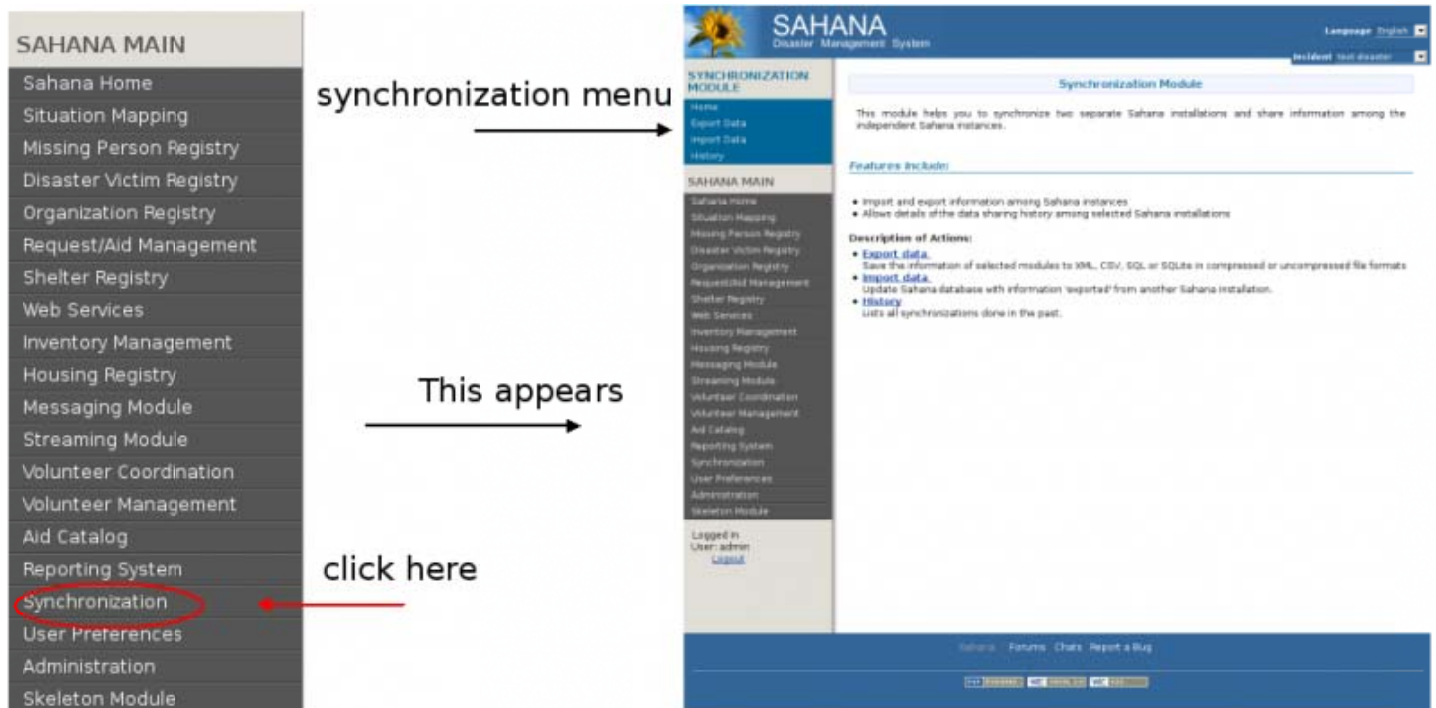 SAHANA MAIN
Sahana Home
Situation Mapping
Missing Person Registry
Disaster Victim Registry
Organization Registry
Request/Aid Management
Shelter Registry
Web Services
Inventory Management
Housing Registry
Messaging Module
Streaming Module
Volunteer Coordination
Volunteer Management
Aid Catalog
Reporting System
Synchronization
User Preferences
Administration
Skeleton Module
synchronization menu
This appears
click here
SAHANA
Disaster Management System
Language English
Incident test disaster
SYNCHRONIZATION
MODULE
Home
Export Data
Import Data
History
SAHANA MAIN
Sahana Home
Situation Mapping
Missing Person Registry
Disaster Victim Registry
Organization Registry
Request/Aid Management
Shelter Registry
Web Services
Inventory Management
Housing Registry
Messaging Module
Streaming Module
Volunteer Coordination
Volunteer Management
Aid Catalog
Reporting System
Synchronization
User Preferences
Administration
Skeleton Module
Logged in
User: admin
Logout
Synchronization Module
This module helps you to synchronize two separate Sahana installations and share information among the
independent Sahana instances.
Features Include:
• Import and export information among Sahana instances
• Allows details of the data sharing history among selected Sahana installations
Description of Actions:
• Export data
Save the information of selected modules to XML, CSV, SQL or SQLite in compressed or uncompressed file formats
• Import data
Update Sahana database with information 'exported' from another Sahana installation.
• History
Lists all synchronizations done in the past.
Sahana Forums Chats Report a Bug